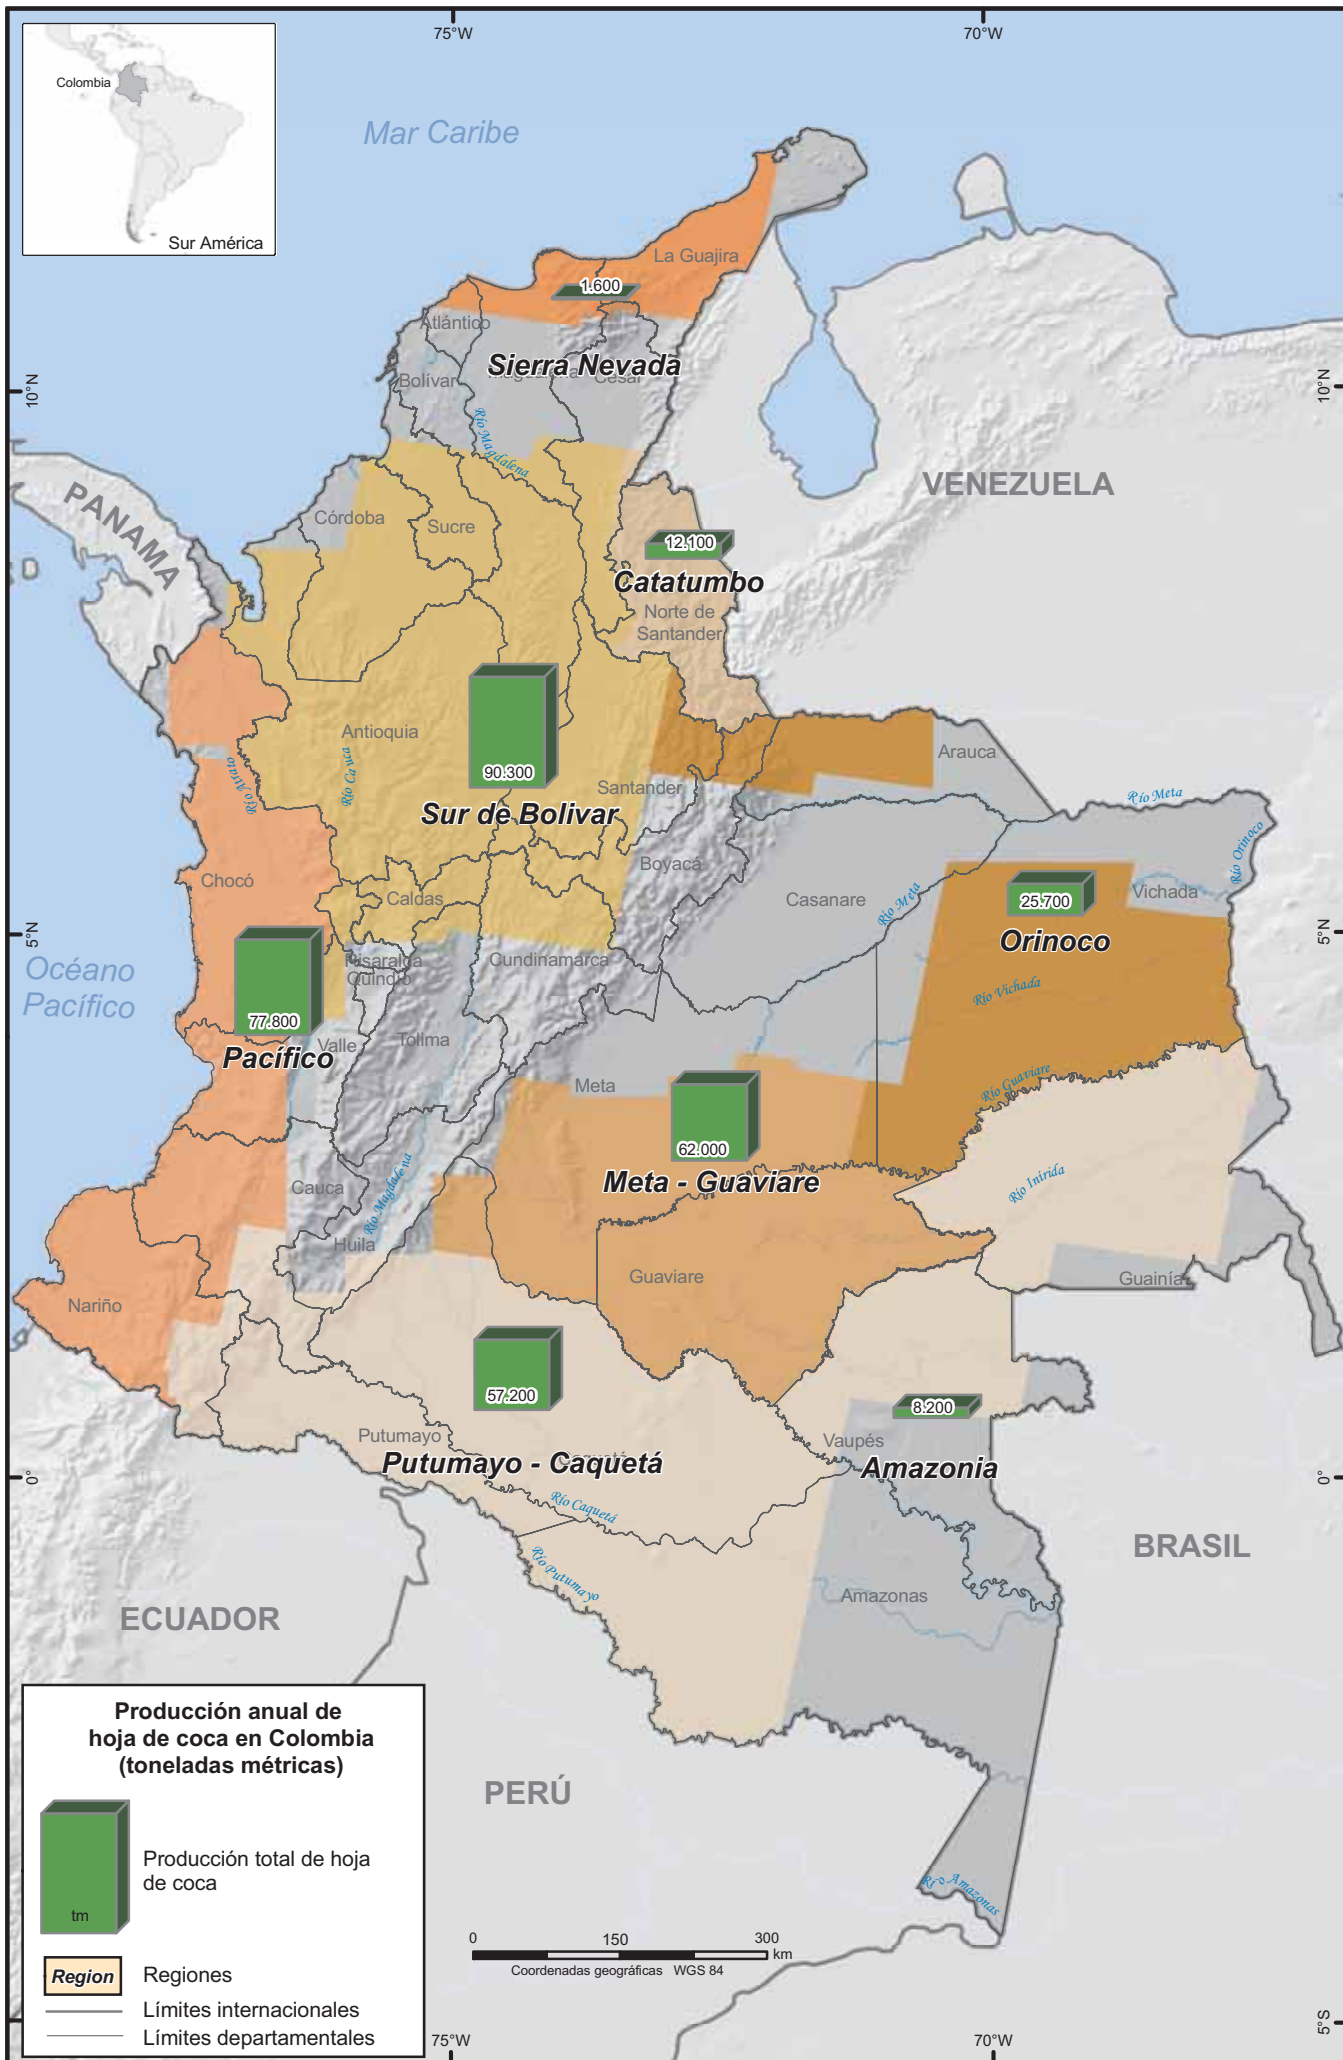 75°W
70°W
Colombia
Sur América
Mar Caribe
La Guajira
1.600
Atlántico
Sierra Nevada
Bolívar
Cesar
10°N
10°N
Río Magdalena
VENEZUELA
PANAMA
Córdoba
Sucre
12.100
Catatumbo
Norte de
Santander
Antioquia
Río Cauca
Río Atrato
90.300
Santander
Sur de Bolivar
Arauca
Río Meta
Río Orinoco
Boyacá
Chocó
Caldas
Casanare
Río Meta
Vichada
25.700
Orinoco
5°N
5°N
Océano
Pacífico
Risaralda
Quindío
Cundinamarca
Río Vichada
77.800
Pacífico
Valle
Tolima
Meta
Río Guaviare
62.000
Meta - Guaviare
Cauca
Río Magdalena
Río Inírida
Huila
Guaviare
Guainía
Nariño
57.200
8.200
Putumayo
Vaupés
Putumayo - Caquetá
Amazonia
0°
0°
Río Caquetá
Río Putumayo
BRASIL
Amazonas
ECUADOR
PERÚ
Río Amazonas
Producción anual de
hoja de coca en Colombia
(toneladas métricas)
Producción total de hoja
de coca
tm
Region
Regiones
Límites internacionales
Límites departamentales
0 150 300
km
Coordenadas geográficas WGS 84
5°S
75°W
70°W